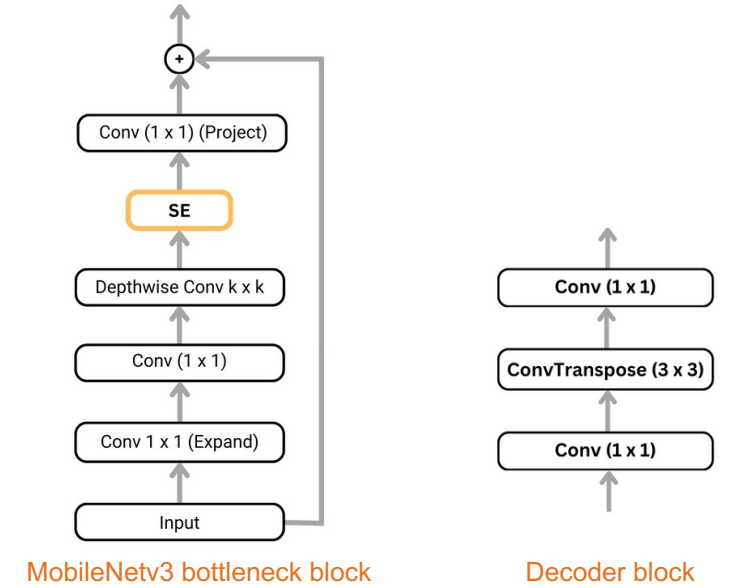 +
Conv (1 x 1) (Project)
SE
Depthwise Conv k x k
Conv (1 x 1)
Conv 1 x 1 (Expand)
Input
MobileNetv3 bottleneck block
Conv (1 x 1)
ConvTranspose (3 x 3)
Conv (1 x 1)
Decoder block